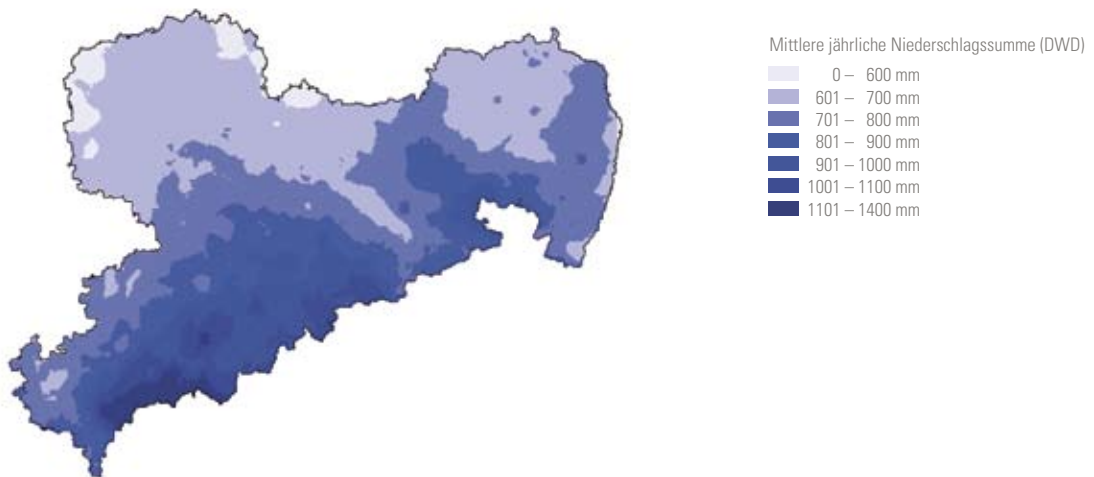 Mittlere jährliche Niederschlagssumme (DWD)
0 – 600 mm
601 – 700 mm
701 – 800 mm
801 – 900 mm
901 – 1000 mm
1001 – 1100 mm
1101 – 1400 mm